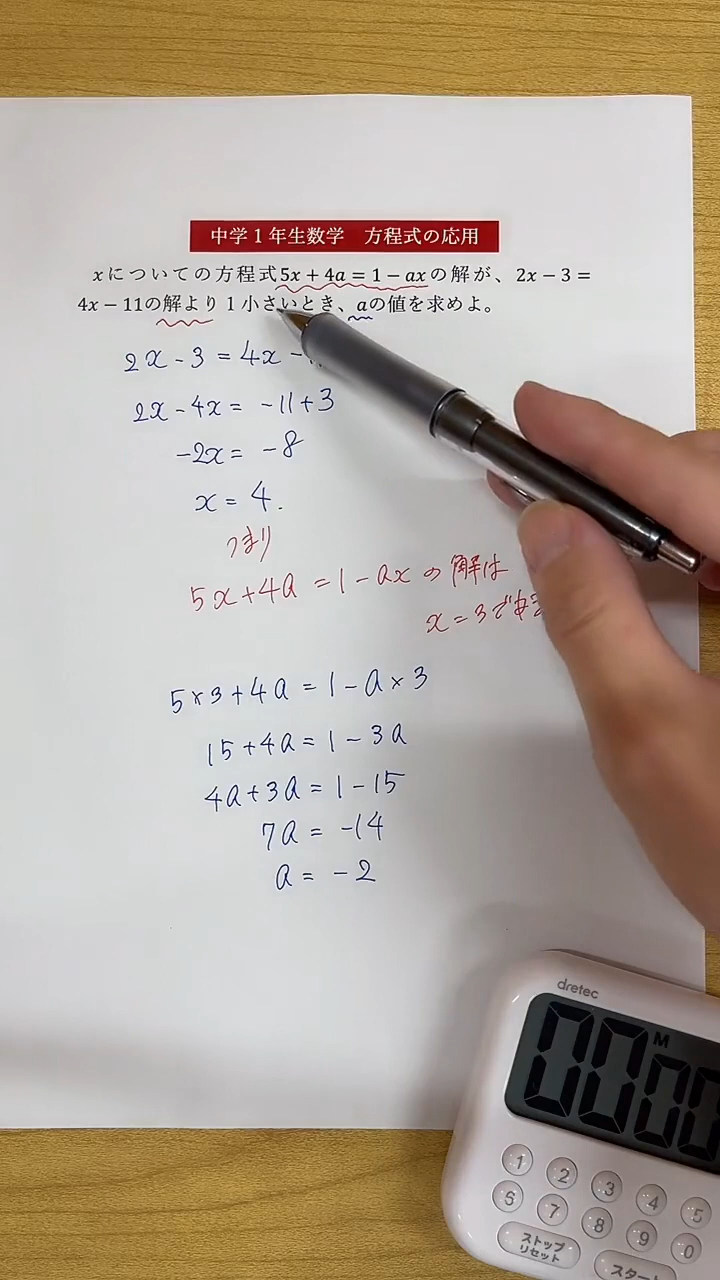 中学1年生数学 方程式の応用
xについての方程式5x + 4a = 1 − axの解が、2x − 3 =
4x − 11の解より1小さいとき、aの値を求めよ。
2x - 3 = 4x -
2x - 4x = -11 + 3
-2x = -8
x = 4.
つまり
5x + 4a = 1 - ax の解は
x = 3で
5×3 + 4a = 1 - a×3
15 + 4a = 1 - 3a
4a + 3a = 1 - 15
7a = -14
a = -2
dretec
M
00 00
1 2 3 4 5
6 7 8 9 0
ストップ
リセット
スタート